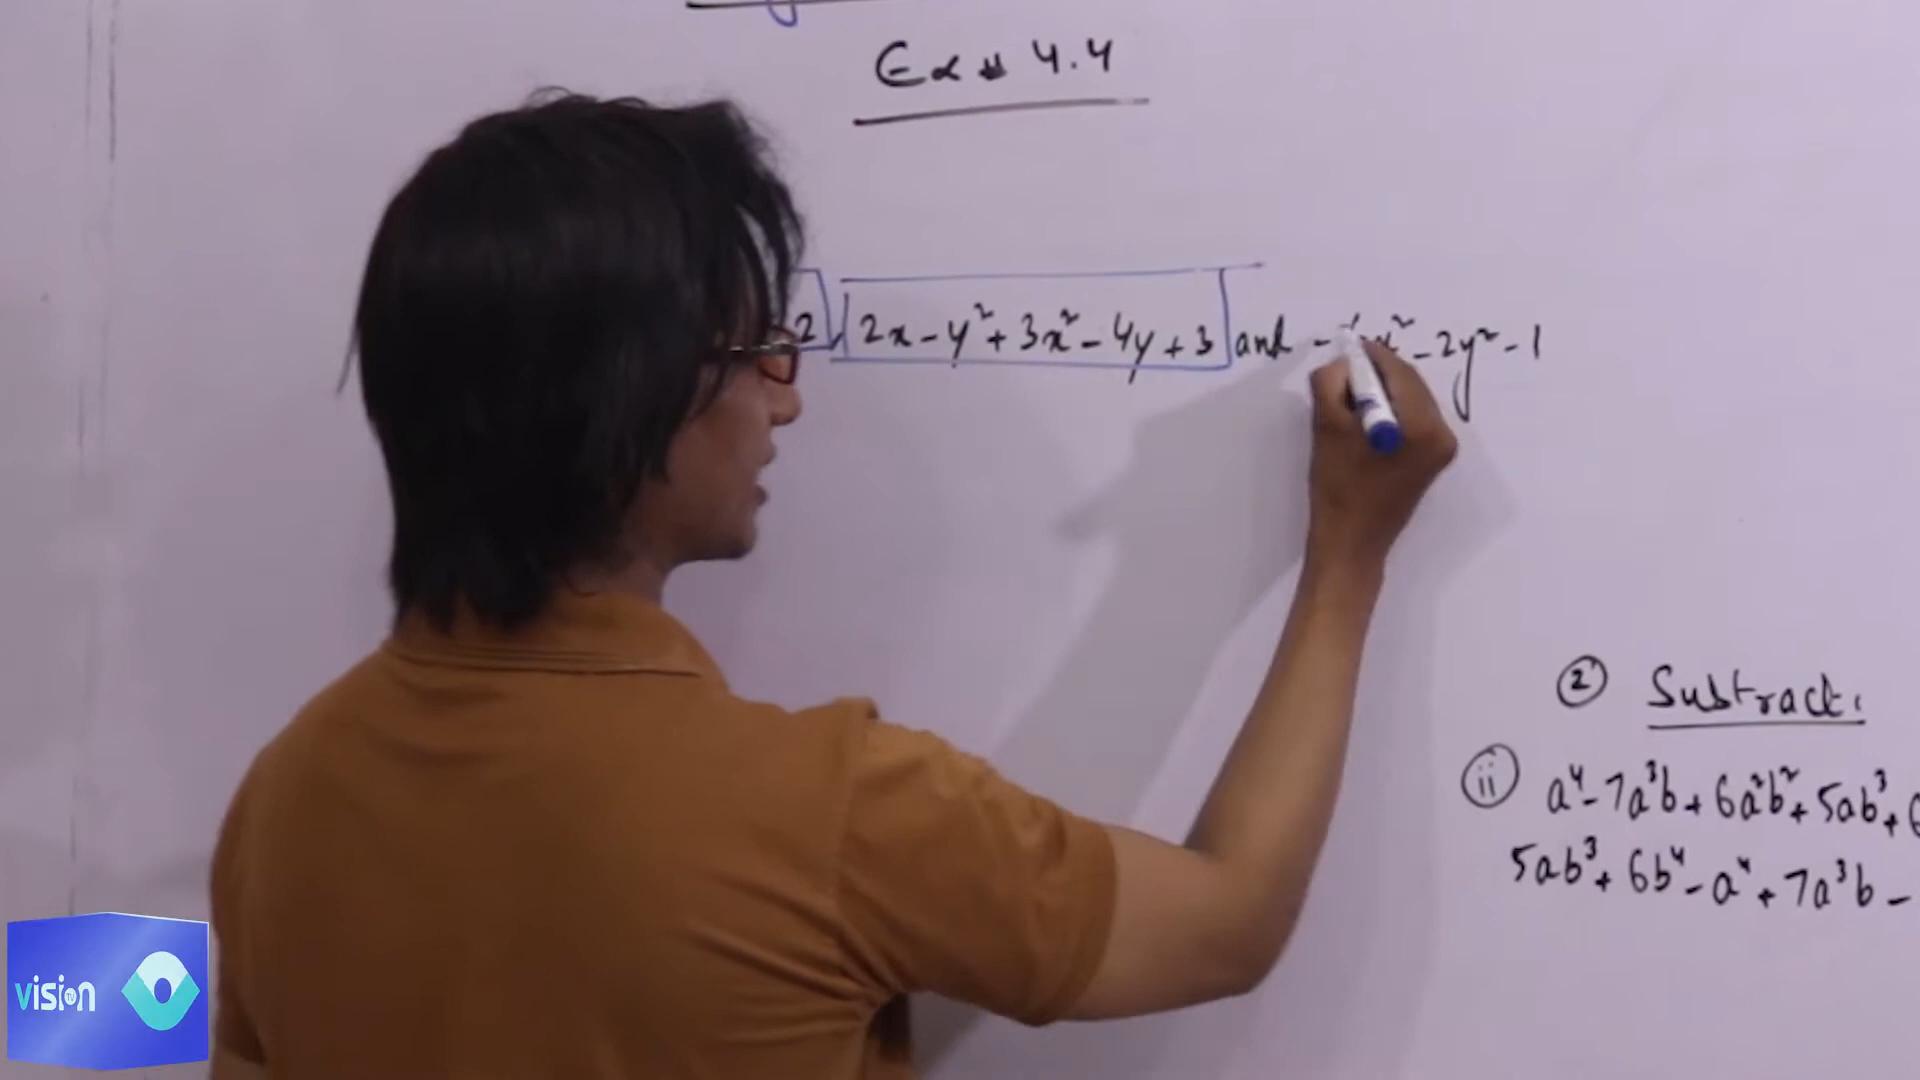 Ex # 4.4
2, 2x - y² + 3x² - 4y + 3 and - x² - 2y² - 1
② Subtract.
ⅱ a⁴ - 7a³b + 6a²b² + 5ab³ +
5ab³ + 6b⁴ - a⁴ + 7a³b -
vision TV